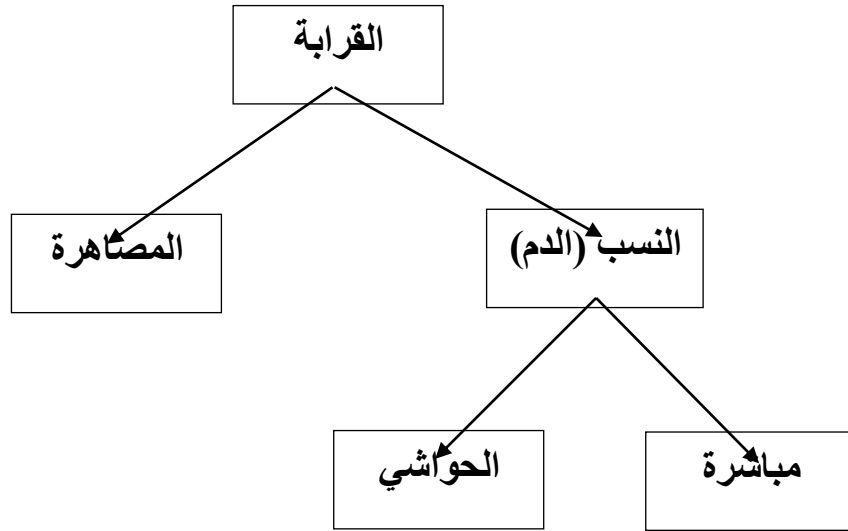 القرابة
النسب (الدم)
المصاهرة
مباشرة
الحواشي